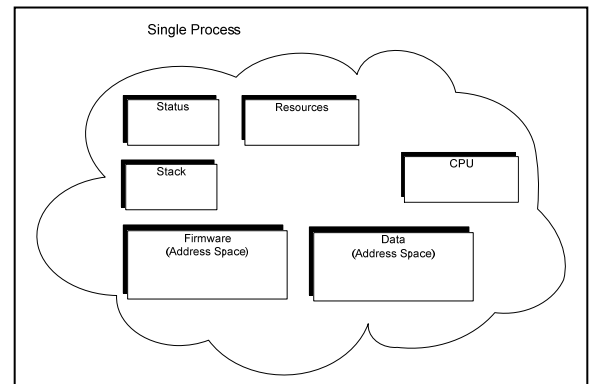 Single Process
Status
Resources
Stack
CPU
Firmware
(Address Space)
Data
(Address Space)